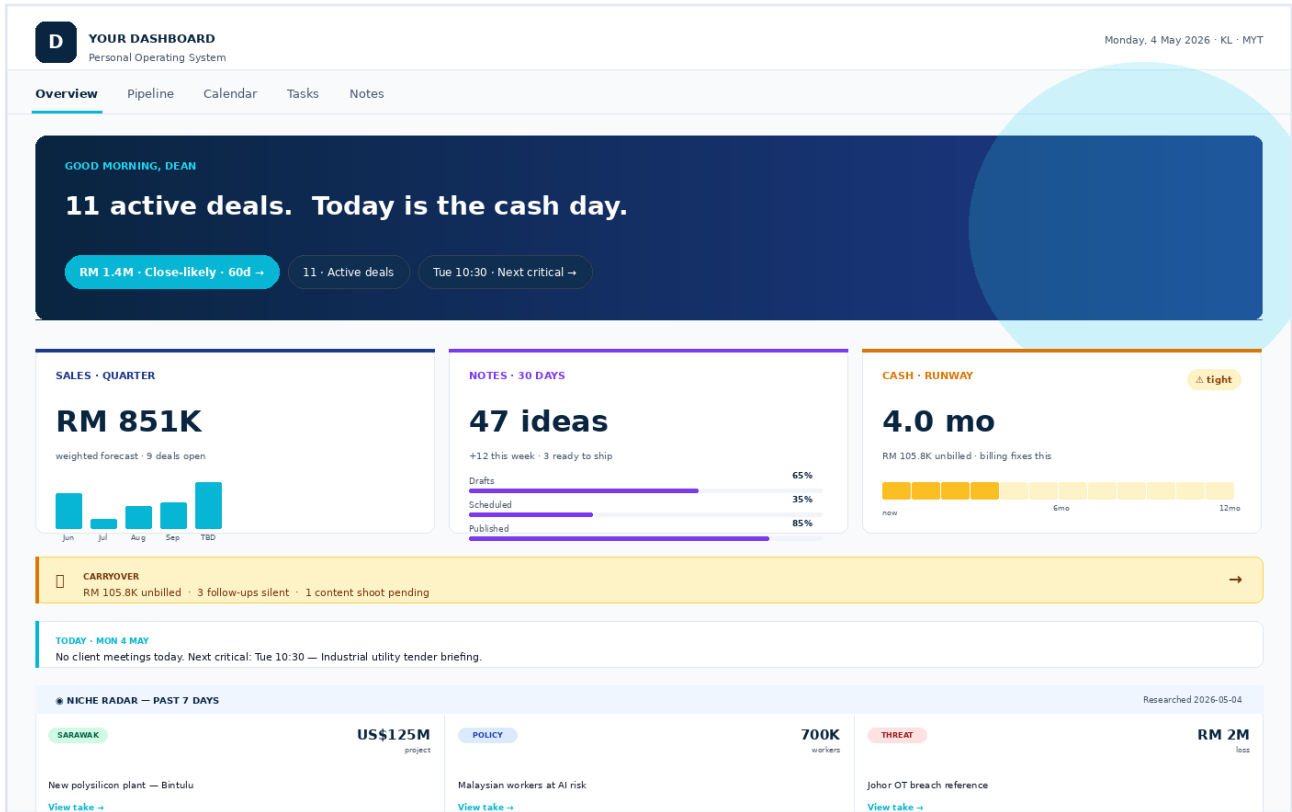 D
YOUR DASHBOARD
Personal Operating System
Monday, 4 May 2026 · KL · MYT
Overview
Pipeline
Calendar
Tasks
Notes
GOOD MORNING, DEAN
11 active deals. Today is the cash day.
RM 1.4M · Close-likely · 60d →
11 · Active deals
Tue 10:30 · Next critical →
SALES · QUARTER
RM 851K
weighted forecast · 9 deals open
Jun
Jul
Aug
Sep
TBD
NOTES · 30 DAYS
47 ideas
+12 this week · 3 ready to ship
Drafts
65%
Scheduled
35%
Published
85%
CASH · RUNWAY
⚠ tight
4.0 mo
RM 105.8K unbilled · billing fixes this
now
6mo
12mo
CARRYOVER
RM 105.8K unbilled · 3 follow-ups silent · 1 content shoot pending
→
TODAY · MON 4 MAY
No client meetings today. Next critical: Tue 10:30 — Industrial utility tender briefing.
◉ NICHE RADAR — PAST 7 DAYS
Researched 2026-05-04
SARAWAK
US$125M
project
New polysilicon plant — Bintulu
View take →
POLICY
700K
workers
Malaysian workers at AI risk
View take →
THREAT
RM 2M
loss
Johor OT breach reference
View take →